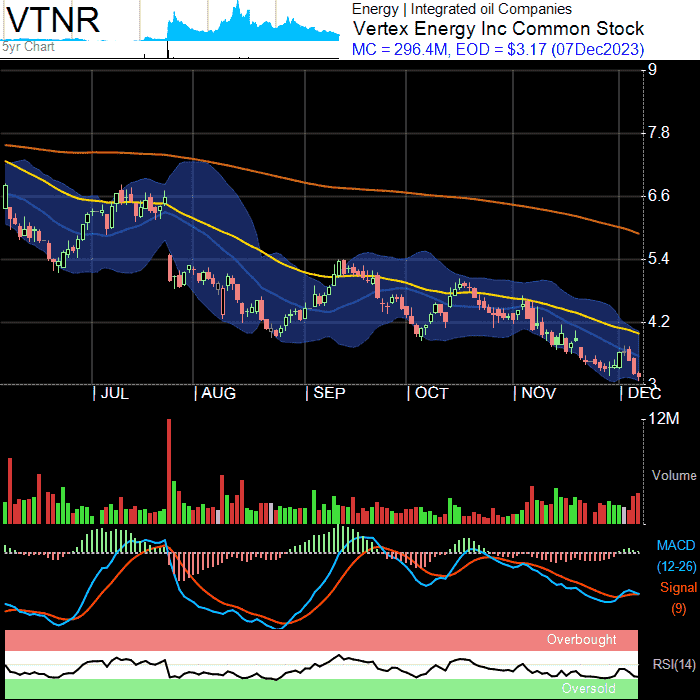 VTNR
5yr Chart
Energy | Integrated oil Companies
Vertex Energy Inc Common Stock
MC = 296.4M, EOD = $3.17 (07Dec2023)
9
7.8
6.6
5.4
4.2
3
JUL AUG SEP OCT NOV DEC
12M
Volume
MACD
(12-26)
Signal
(9)
Overbought
RSI(14)
Oversold